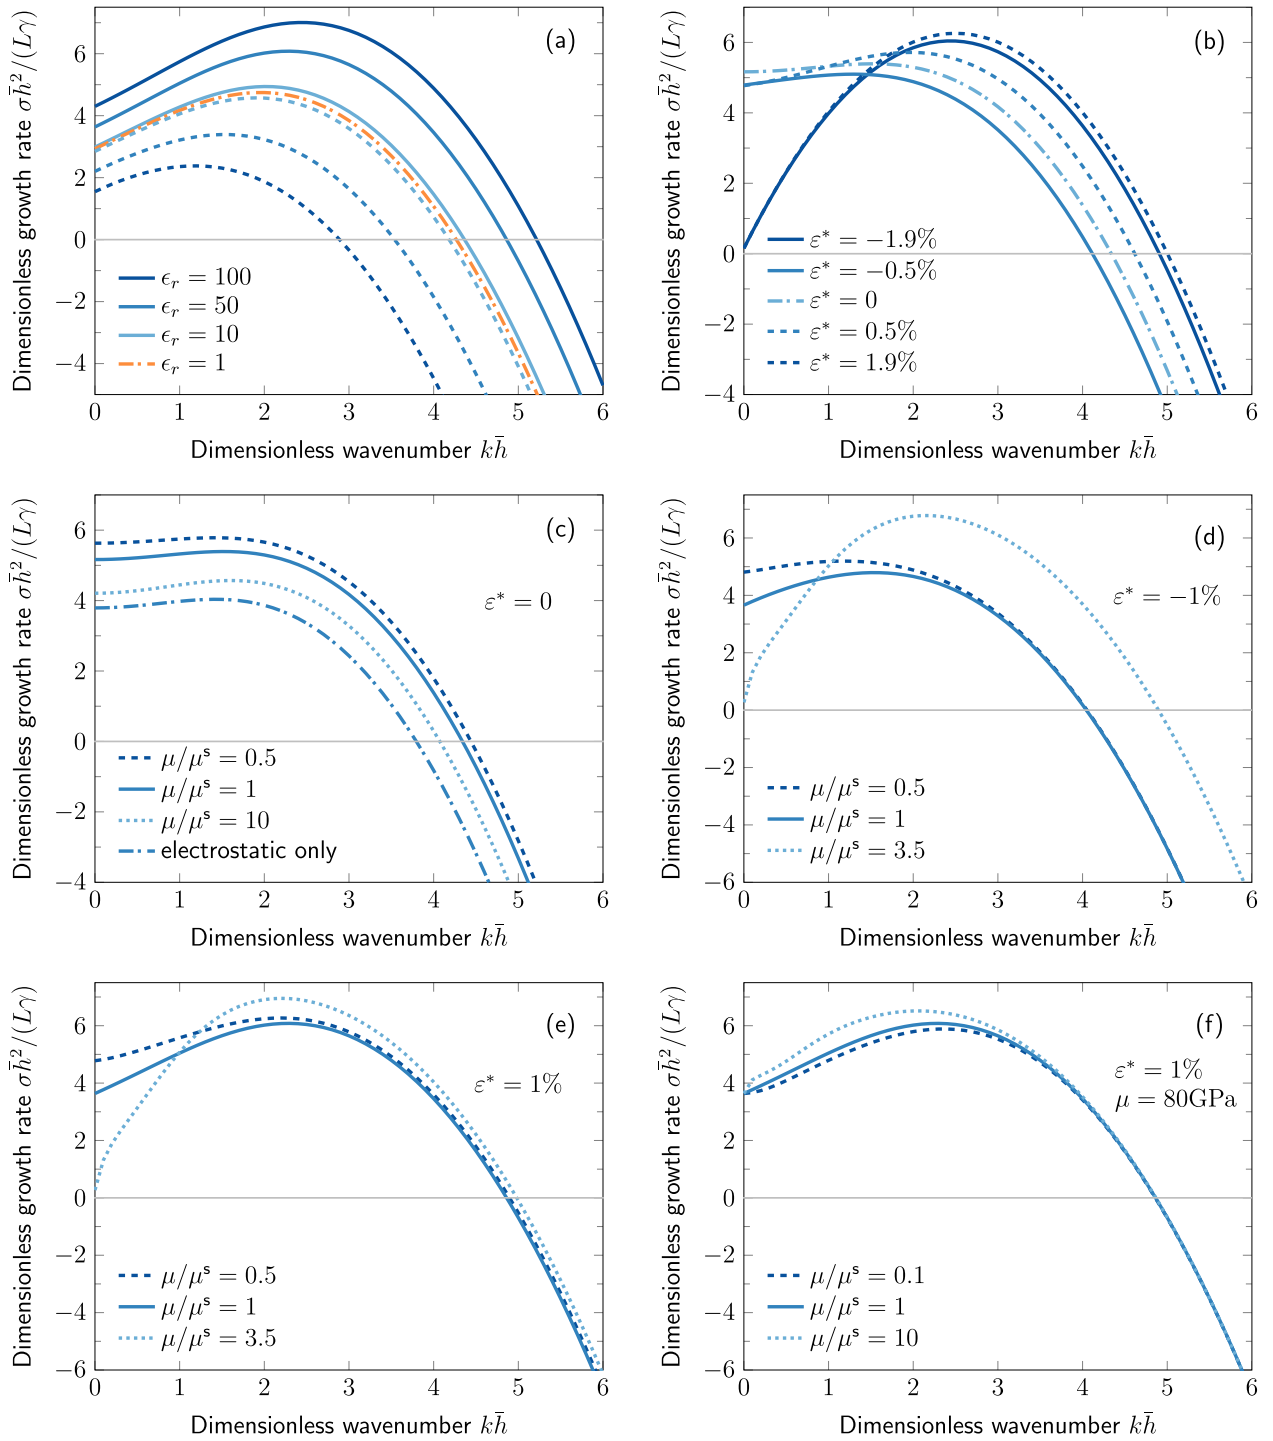 (a)
Dimensionless growth rate σh̄²/(Lγ)
6
4
2
0
−2
−4
ϵᵣ = 100
ϵᵣ = 50
ϵᵣ = 10
ϵᵣ = 1
0 1 2 3 4 5 6
Dimensionless wavenumber kh̄
(b)
Dimensionless growth rate σh̄²/(Lγ)
6
4
2
0
−2
−4
ε* = −1.9%
ε* = −0.5%
ε* = 0
ε* = 0.5%
ε* = 1.9%
0 1 2 3 4 5 6
Dimensionless wavenumber kh̄
(c)
Dimensionless growth rate σh̄²/(Lγ)
6
4
2
0
−2
−4
ε* = 0
μ/μˢ = 0.5
μ/μˢ = 1
μ/μˢ = 10
electrostatic only
0 1 2 3 4 5 6
Dimensionless wavenumber kh̄
(d)
Dimensionless growth rate σh̄²/(Lγ)
6
4
2
0
−2
−4
−6
ε* = −1%
μ/μˢ = 0.5
μ/μˢ = 1
μ/μˢ = 3.5
0 1 2 3 4 5 6
Dimensionless wavenumber kh̄
(e)
Dimensionless growth rate σh̄²/(Lγ)
6
4
2
0
−2
−4
−6
ε* = 1%
μ/μˢ = 0.5
μ/μˢ = 1
μ/μˢ = 3.5
0 1 2 3 4 5 6
Dimensionless wavenumber kh̄
(f)
Dimensionless growth rate σh̄²/(Lγ)
6
4
2
0
−2
−4
−6
ε* = 1%
μ = 80GPa
μ/μˢ = 0.1
μ/μˢ = 1
μ/μˢ = 10
0 1 2 3 4 5 6
Dimensionless wavenumber kh̄